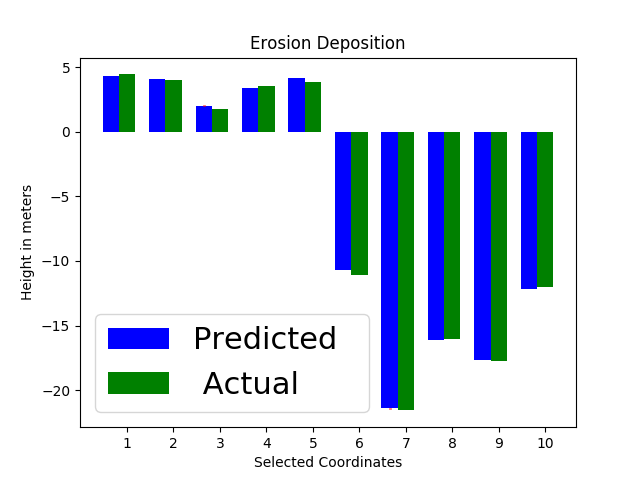 Erosion Deposition
5
0
−5
−10
−15
−20
Height in meters
Predicted
Actual
1 2 3 4 5 6 7 8 9 10
Selected Coordinates